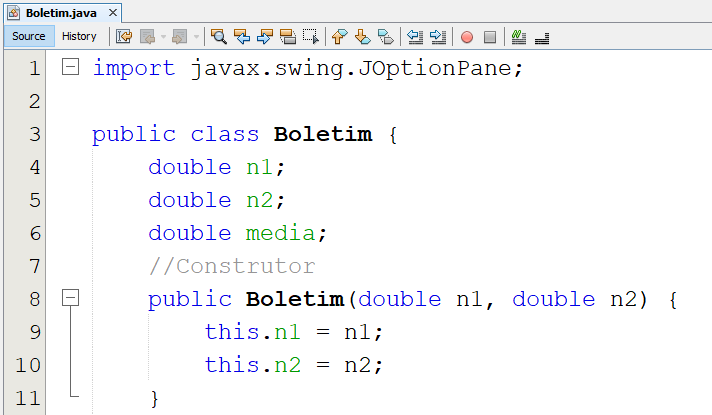 Boletim.java
Source History
1 import javax.swing.JOptionPane;
2
3 public class Boletim {
4 double n1;
5 double n2;
6 double media;
7 //Construtor
8 public Boletim(double n1, double n2) {
9 this.n1 = n1;
10 this.n2 = n2;
11 }